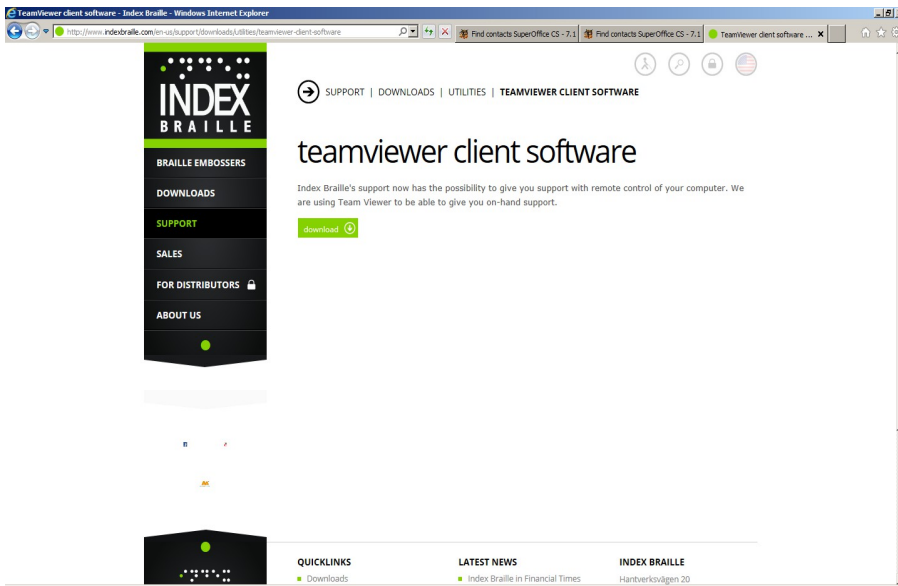 TeamViewer client software - Index Braille - Windows Internet Explorer
http://www.indexbraille.com/en-us/support/downloads/utilities/teamviewer-client-software
Find contacts SuperOffice CS - 7.1
Find contacts SuperOffice CS - 7.1
TeamViewer client software ...
INDEX
BRAILLE
SUPPORT | DOWNLOADS | UTILITIES | TEAMVIEWER CLIENT SOFTWARE
teamviewer client software
Index Braille's support now has the possibility to give you support with remote control of your computer. We
are using Team Viewer to be able to give you on-hand support.
download
BRAILLE EMBOSSERS
DOWNLOADS
SUPPORT
SALES
FOR DISTRIBUTORS
ABOUT US
QUICKLINKS
Downloads
LATEST NEWS
Index Braille in Financial Times
INDEX BRAILLE
Hantverksvägen 20